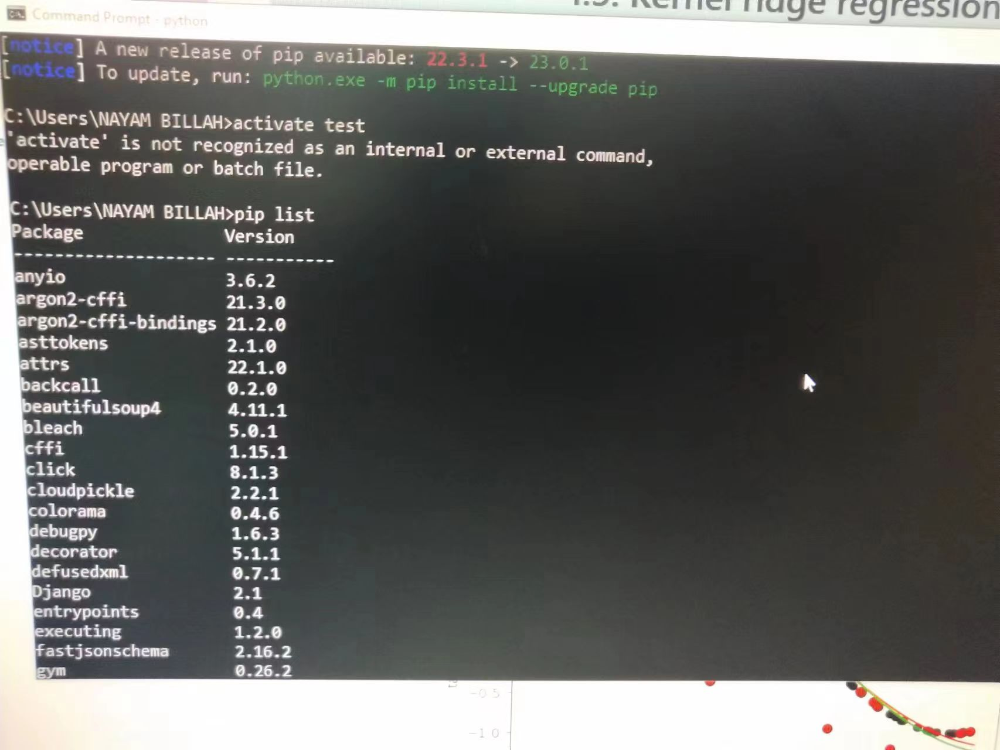 Kernel ridge regression
Command Prompt - python
[notice] A new release of pip available: 22.3.1 -> 23.0.1
[notice] To update, run: python.exe -m pip install --upgrade pip
C:\Users\NAYAM BILLAH>activate test
'activate' is not recognized as an internal or external command,
operable program or batch file.
C:\Users\NAYAM BILLAH>pip list
Package Version
-------------------- -----------
anyio 3.6.2
argon2-cffi 21.3.0
argon2-cffi-bindings 21.2.0
asttokens 2.1.0
attrs 22.1.0
backcall 0.2.0
beautifulsoup4 4.11.1
bleach 5.0.1
cffi 1.15.1
click 8.1.3
cloudpickle 2.2.1
colorama 0.4.6
debugpy 1.6.3
decorator 5.1.1
defusedxml 0.7.1
Django 2.1
entrypoints 0.4
executing 1.2.0
fastjsonschema 2.16.2
gym 0.26.2
-0.5
-1.0